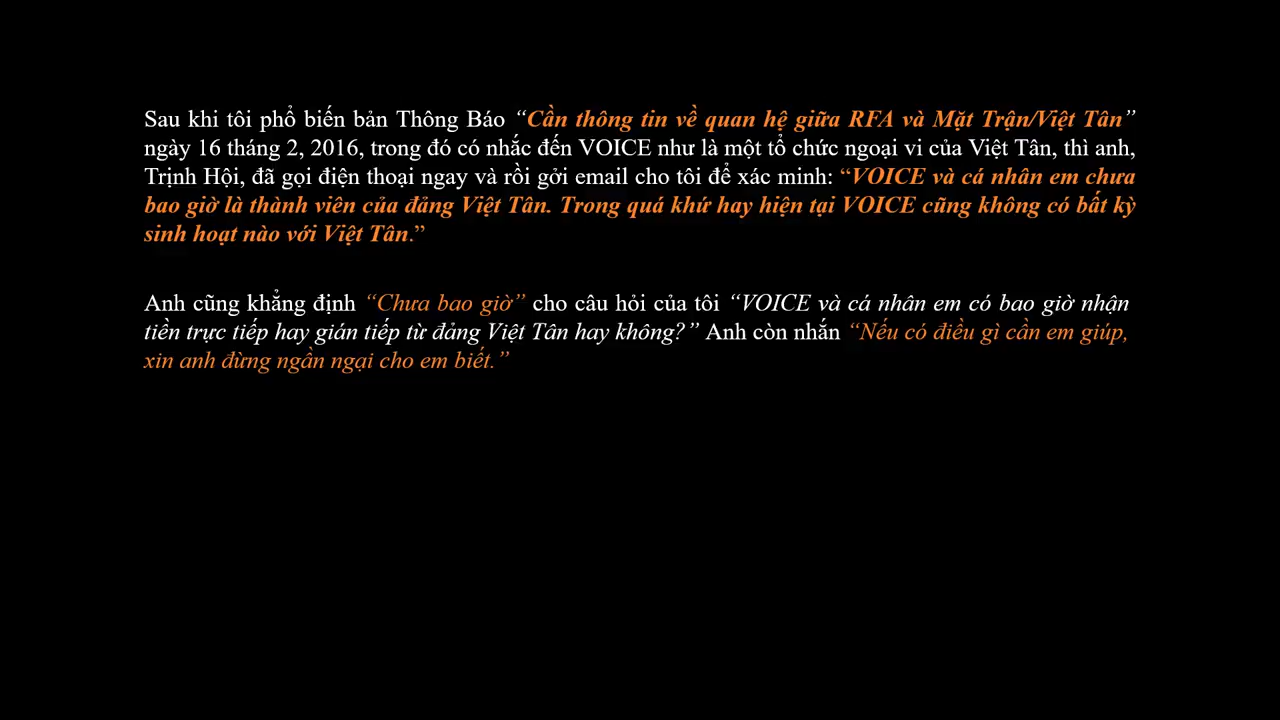 Sau khi tôi phổ biến bản Thông Báo “Cần thông tin về quan hệ giữa RFA và Mặt Trận/Việt Tân”
ngày 16 tháng 2, 2016, trong đó có nhắc đến VOICE như là một tổ chức ngoại vi của Việt Tân, thì anh,
Trịnh Hội, đã gọi điện thoại ngay và rồi gởi email cho tôi để xác minh: “VOICE và cá nhân em chưa
bao giờ là thành viên của đảng Việt Tân. Trong quá khứ hay hiện tại VOICE cũng không có bất kỳ
sinh hoạt nào với Việt Tân.”
Anh cũng khẳng định “Chưa bao giờ” cho câu hỏi của tôi “VOICE và cá nhân em có bao giờ nhận
tiền trực tiếp hay gián tiếp từ đảng Việt Tân hay không?” Anh còn nhắn “Nếu có điều gì cần em giúp,
xin anh đừng ngần ngại cho em biết.”